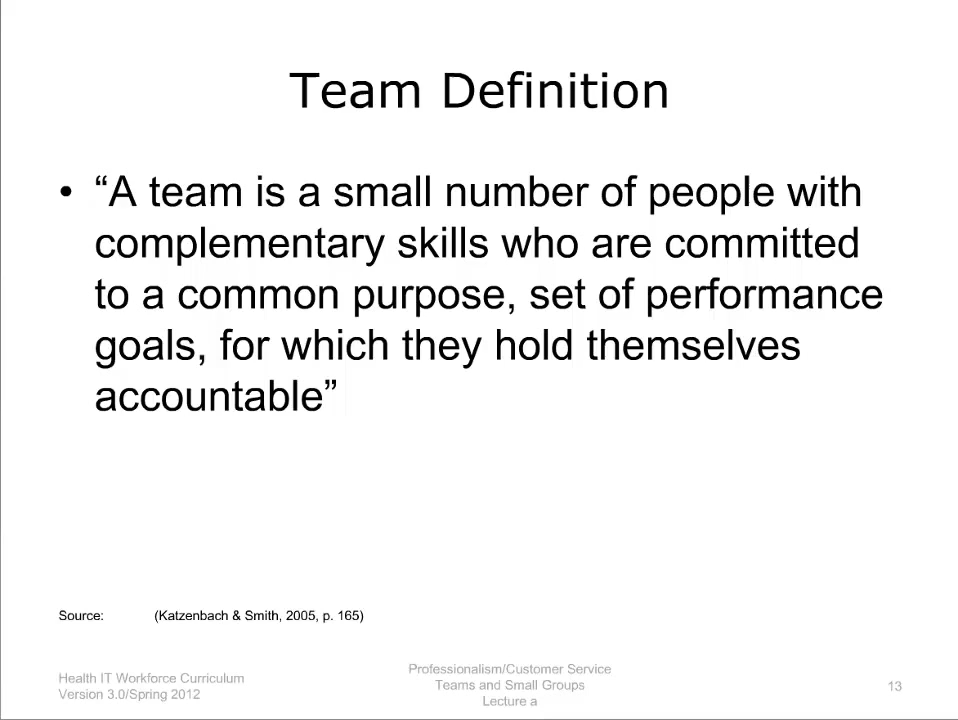 Team Definition
• “A team is a small number of people with
complementary skills who are committed
to a common purpose, set of performance
goals, for which they hold themselves
accountable”
Source: (Katzenbach & Smith, 2005, p. 165)
Health IT Workforce Curriculum
Version 3.0/Spring 2012
Professionalism/Customer Service
Teams and Small Groups
Lecture a
13